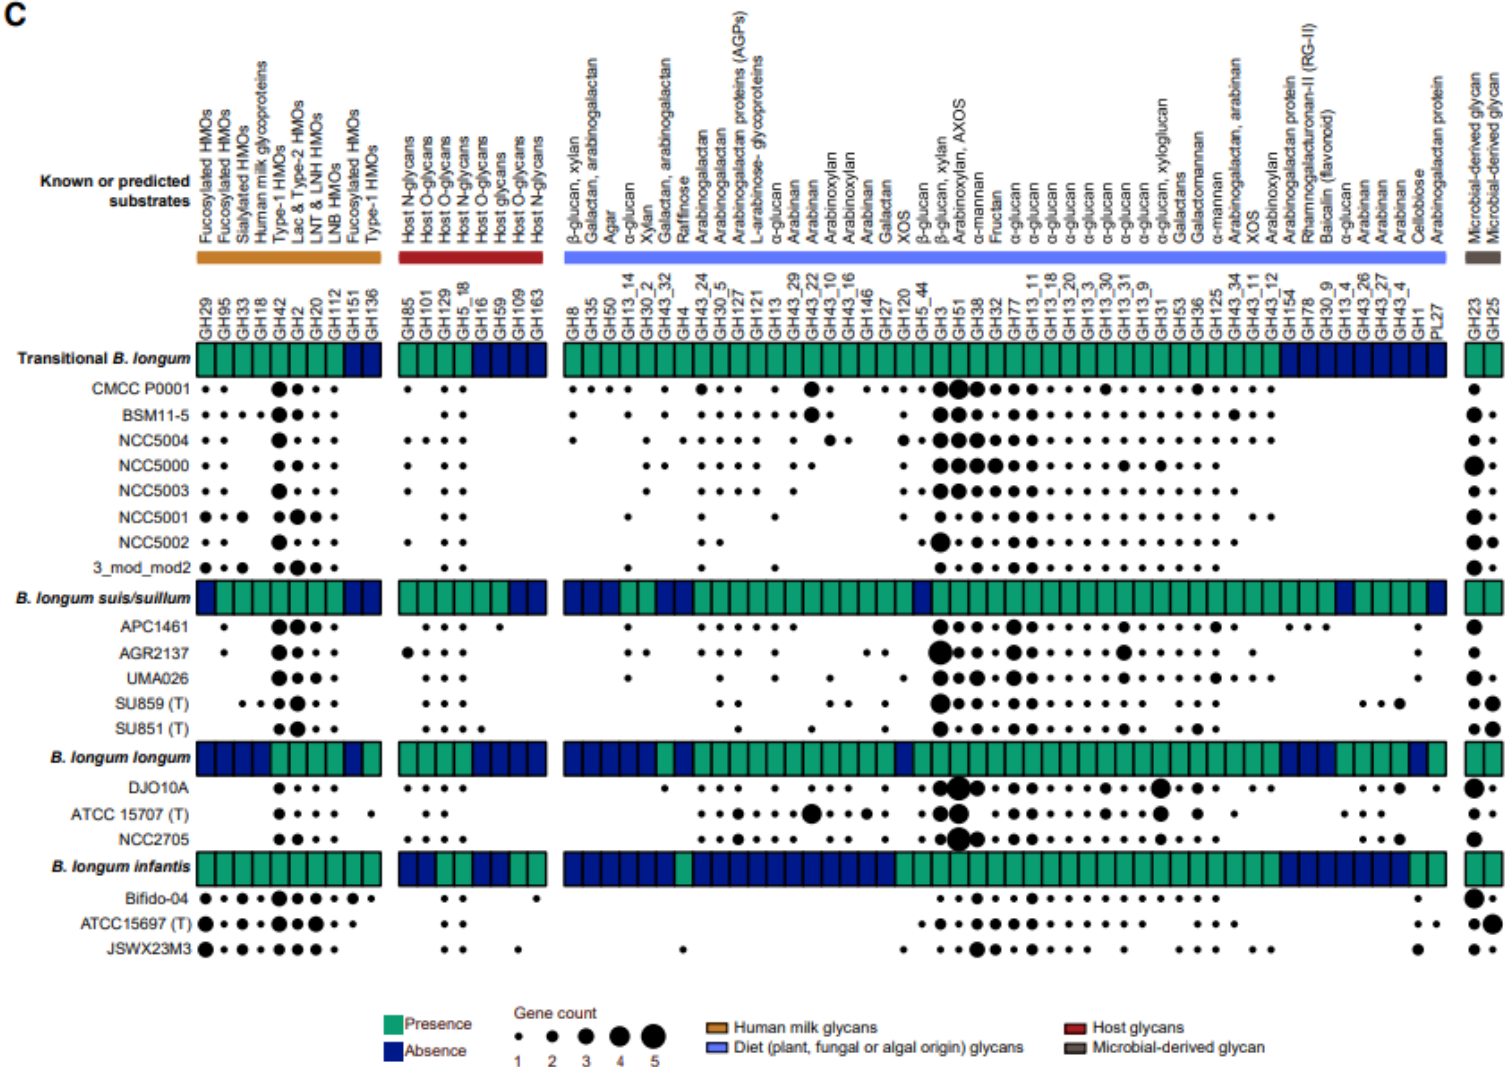 C
Known or predicted
substrates
Fucosylated HMOs
Fucosylated HMOs
Sialylated HMOs
Human milk glycoproteins
Type-1 HMOs
Lac & Type-2 HMOs
LNT & LNH HMOs
LNB HMOs
Fucosylated HMOs
Type-1 HMOs
Host N-glycans
Host O-glycans
Host O-glycans
Host N-glycans
Host O-glycans
Host glycans
Host O-glycans
Host N-glycans
β-glucan, xylan
Galactan, arabinogalactan
Agar
α-glucan
Xylan
Galactan, arabinogalactan
Raffinose
Arabinogalactan
Arabinogalactan
Arabinogalactan proteins (AGPs)
L-arabinose- glycoproteins
α-glucan
Arabinan
Arabinan
Arabinoxylan
Arabinoxylan
Arabinan
Galactan
XOS
β-glucan
β-glucan, xylan
Arabinoxylan, AXOS
α-mannan
Fructan
α-glucan
α-glucan
α-glucan
α-glucan
α-glucan
α-glucan
α-glucan
α-glucan
α-glucan, xyloglucan
Galactans
Galactomannan
α-mannan
Arabinogalactan, arabinan
XOS
Arabinoxylan
Arabinogalactan protein
Rhamnogalacturonan-II (RG-II)
Baicalin (flavonoid)
α-glucan
Arabinan
Arabinan
Arabinan
Cellobiose
Arabinogalactan protein
Microbial-derived glycan
Microbial-derived glycan
GH29
GH95
GH33
GH18
GH42
GH2
GH20
GH112
GH151
GH136
GH85
GH101
GH129
GH5_18
GH16
GH59
GH109
GH163
GH8
GH35
GH50
GH13_14
GH30_2
GH43_32
GH4
GH43_24
GH30_5
GH127
GH121
GH13
GH43_29
GH43_22
GH43_10
GH43_16
GH146
GH27
GH120
GH5_44
GH3
GH51
GH38
GH32
GH77
GH13_11
GH13_18
GH13_20
GH13_3
GH13_30
GH13_31
GH13_9
GH31
GH53
GH36
GH125
GH43_34
GH43_11
GH43_12
GH154
GH78
GH30_9
GH13_4
GH43_26
GH43_27
GH43_4
GH1
PL27
GH23
GH25
Transitional B. longum
CMCC P0001
BSM11-5
NCC5004
NCC5000
NCC5003
NCC5001
NCC5002
3_mod_mod2
B. longum suis/suillum
APC1461
AGR2137
UMA026
SU859 (T)
SU851 (T)
B. longum longum
DJO10A
ATCC 15707 (T)
NCC2705
B. longum infantis
Bifido-04
ATCC15697 (T)
JSWX23M3
Presence
Absence
Gene count
1 2 3 4 5
Human milk glycans
Diet (plant, fungal or algal origin) glycans
Host glycans
Microbial-derived glycan